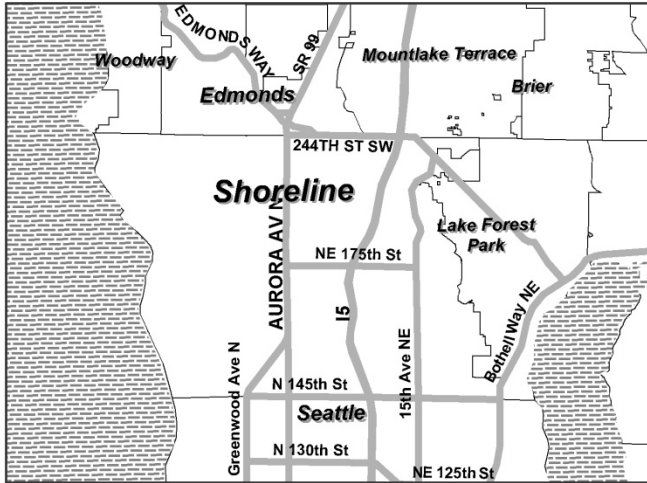 EDMONDS WAY
SR 99
Mountlake Terrace
Woodway
Brier
Edmonds
244TH ST SW
Shoreline
AURORA AV N
Lake Forest
Park
NE 175th St
I5
15th Ave NE
Bothell Way NE
Greenwood Ave N
N 145th St
Seattle
N 130th St
NE 125th St